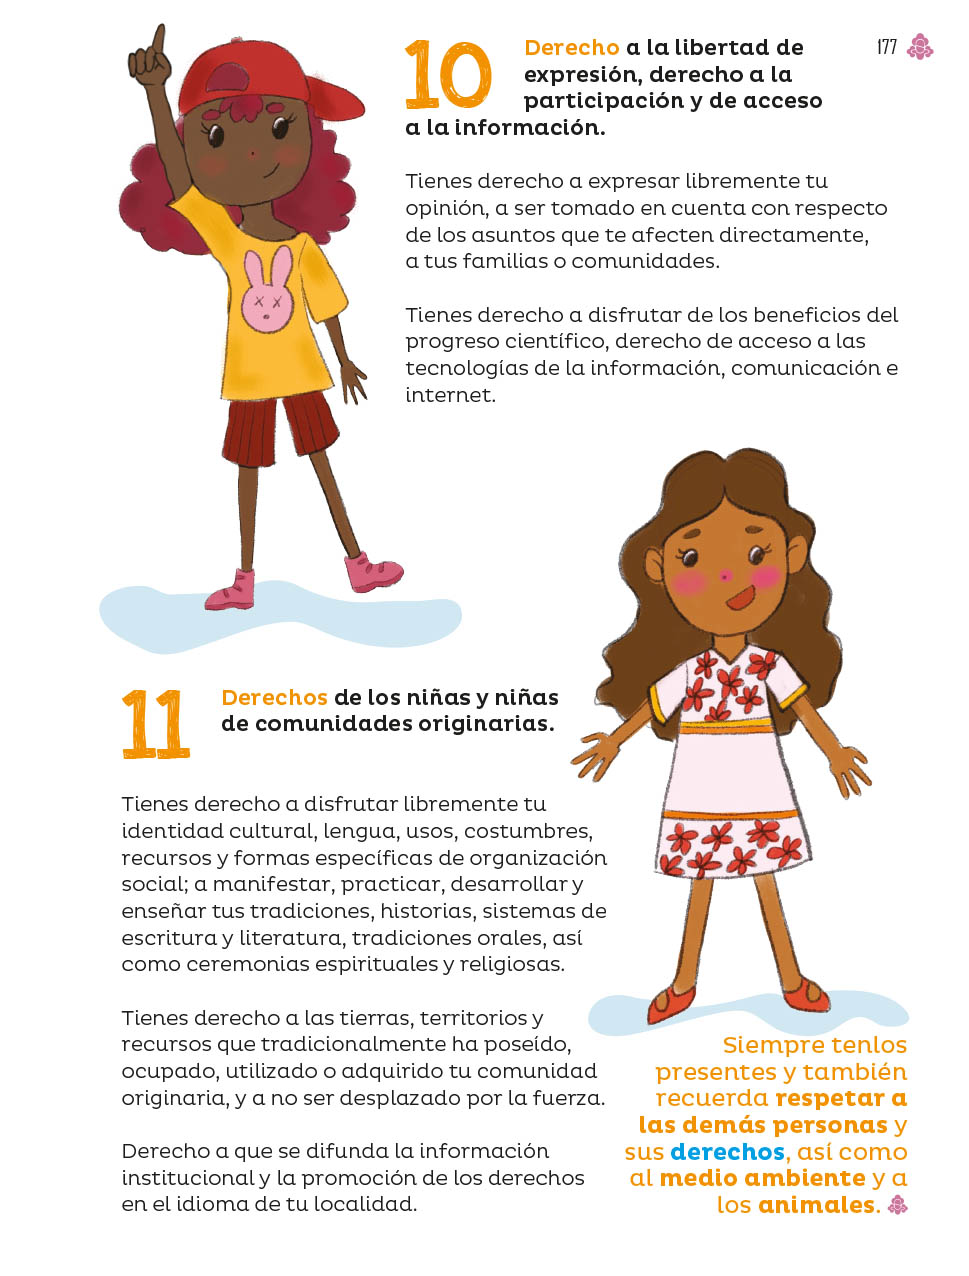 177
10
Derecho a la libertad de
expresión, derecho a la
participación y de acceso
a la información.
Tienes derecho a expresar libremente tu
opinión, a ser tomado en cuenta con respecto
de los asuntos que te afecten directamente,
a tus familias o comunidades.
Tienes derecho a disfrutar de los beneficios del
progreso científico, derecho de acceso a las
tecnologías de la información, comunicación e
internet.
11
Derechos de los niñas y niñas
de comunidades originarias.
Tienes derecho a disfrutar libremente tu
identidad cultural, lengua, usos, costumbres,
recursos y formas específicas de organización
social; a manifestar, practicar, desarrollar y
enseñar tus tradiciones, historias, sistemas de
escritura y literatura, tradiciones orales, así
como ceremonias espirituales y religiosas.
Tienes derecho a las tierras, territorios y
recursos que tradicionalmente ha poseído,
ocupado, utilizado o adquirido tu comunidad
originaria, y a no ser desplazado por la fuerza.
Derecho a que se difunda la información
institucional y la promoción de los derechos
en el idioma de tu localidad.
Siempre tenlos
presentes y también
recuerda respetar a
las demás personas y
sus derechos, así como
al medio ambiente y a
los animales.